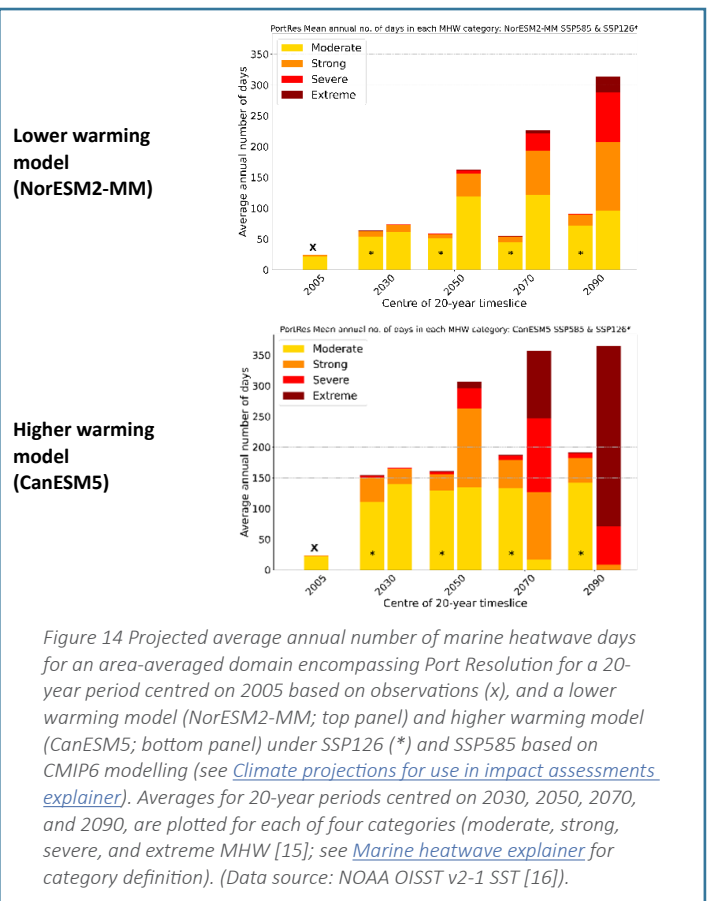 PortRes Mean annual no. of days in each MHW category: NorESM2-MM SSP585 & SSP126*
Lower warming
model
(NorESM2-MM)
Average annual number of days
350
300
250
200
150
100
50
0
Moderate
Strong
Severe
Extreme
x
*
*
*
*
2005
2030
2050
2070
2090
Centre of 20-year timeslice
PortRes Mean annual no. of days in each MHW category: CanESM5 SSP585 & SSP126*
Higher warming
model
(CanESM5)
Average annual number of days
350
300
250
200
150
100
50
0
Moderate
Strong
Severe
Extreme
x
*
*
*
*
2005
2030
2050
2070
2090
Centre of 20-year timeslice
Figure 14 Projected average annual number of marine heatwave days
for an area-averaged domain encompassing Port Resolution for a 20-
year period centred on 2005 based on observations (x), and a lower
warming model (NorESM2-MM; top panel) and higher warming model
(CanESM5; bottom panel) under SSP126 (*) and SSP585 based on
CMIP6 modelling (see Climate projections for use in impact assessments
explainer). Averages for 20-year periods centred on 2030, 2050, 2070,
and 2090, are plotted for each of four categories (moderate, strong,
severe, and extreme MHW [15]; see Marine heatwave explainer for
category definition). (Data source: NOAA OISST v2-1 SST [16]).